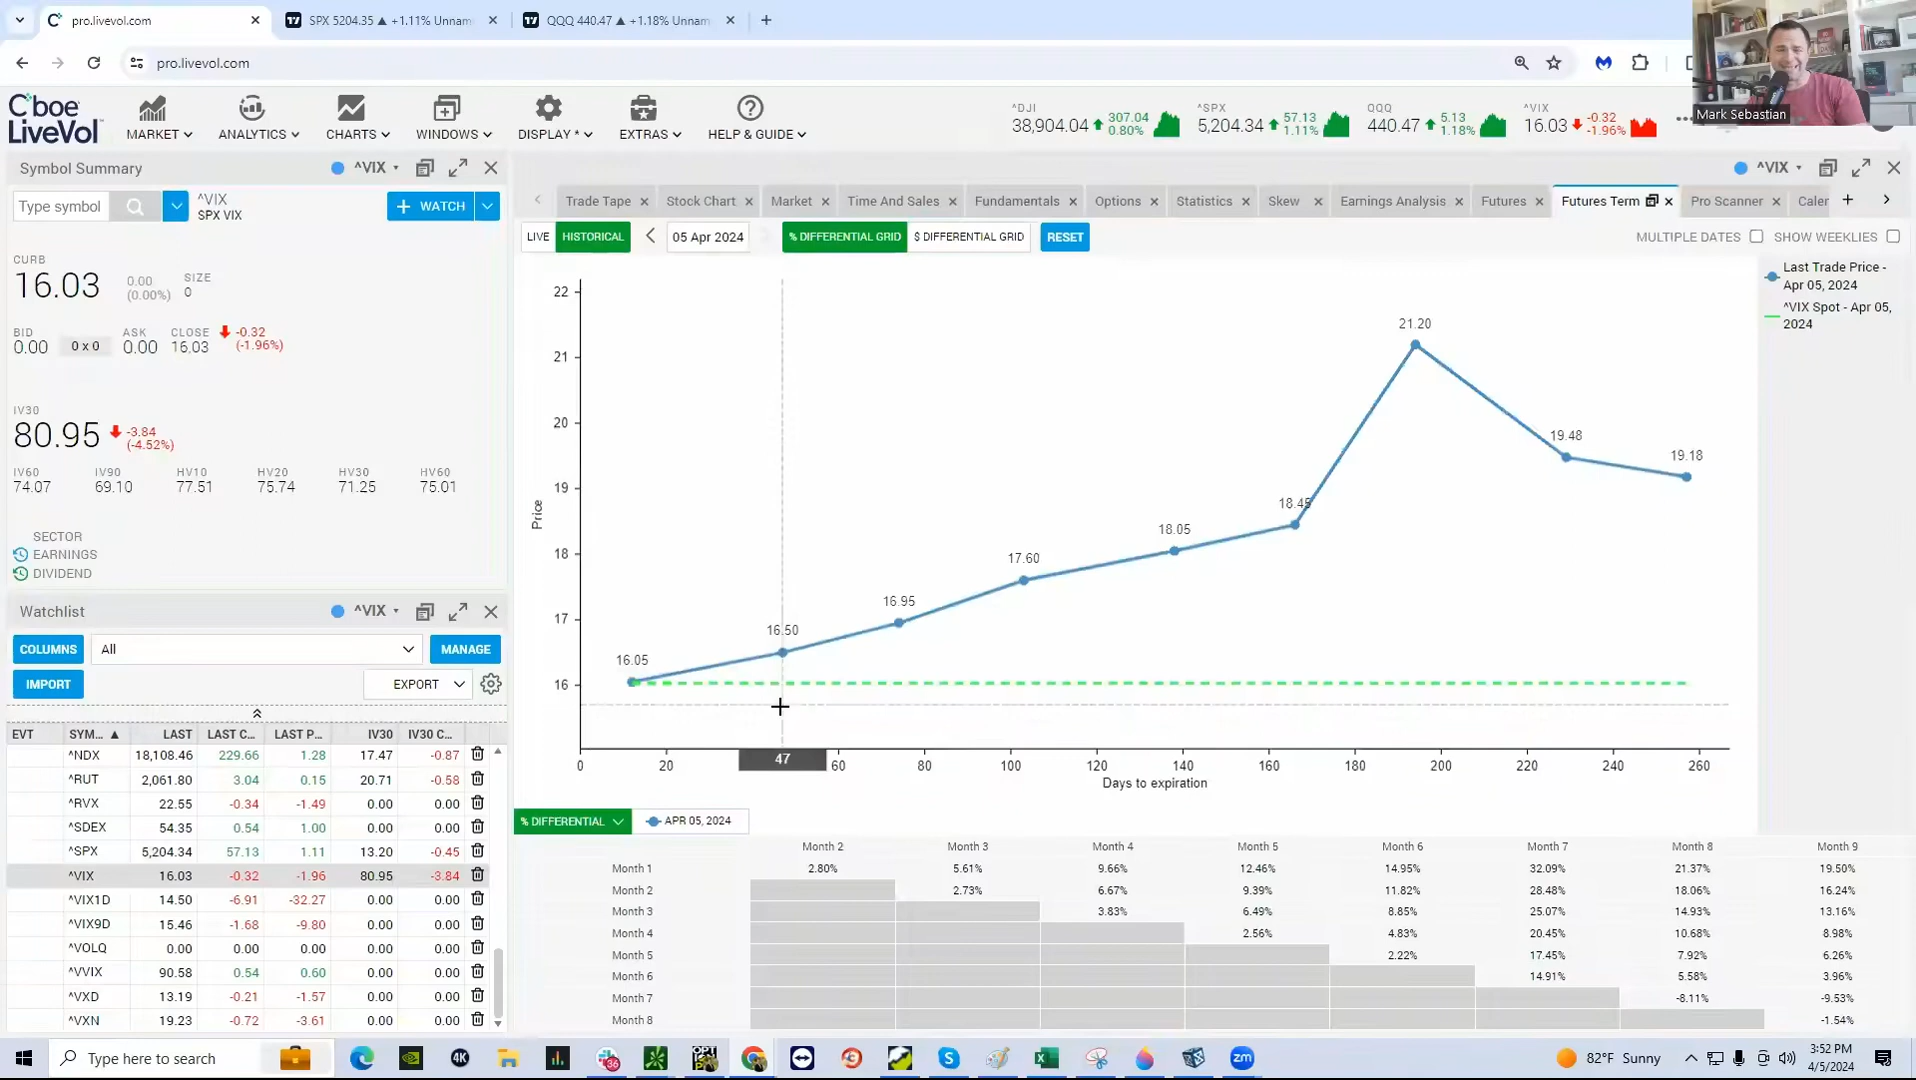 pro.livevol.com
SPX 5204.35 ▲ +1.11% Unnam
QQQ 440.47 ▲ +1.18% Unnam
pro.livevol.com
Cboe
LiveVol
MARKET
ANALYTICS
CHARTS
WINDOWS
DISPLAY *
EXTRAS
HELP & GUIDE
^DJI
38,904.04
307.04
0.80%
^SPX
5,204.34
57.13
1.11%
QQQ
440.47
5.13
1.18%
^VIX
16.03
-0.32
-1.96%
Mark Sebastian
Symbol Summary
^VIX
Type symbol
^VIX
SPX VIX
+ WATCH
CURB
16.03
0.00
(0.00%)
SIZE
0
BID
0.00
0 x 0
ASK
0.00
CLOSE
16.03
-0.32
(-1.96%)
IV30
80.95
-3.84
(-4.52%)
IV60 IV90 HV10 HV20 HV30 HV60
74.07 69.10 77.51 75.74 71.25 75.01
SECTOR
EARNINGS
DIVIDEND
Watchlist
^VIX
COLUMNS
All
MANAGE
IMPORT
EXPORT
EVT SYM... ▲ LAST LAST C... LAST P... IV30 IV30 C...
^NDX 18,108.46 229.66 1.28 17.47 -0.87
^RUT 2,061.80 3.04 0.15 20.71 -0.58
^RVX 22.55 -0.34 -1.49 0.00 0.00
^SDEX 54.35 0.54 1.00 0.00 0.00
^SPX 5,204.34 57.13 1.11 13.20 -0.45
^VIX 16.03 -0.32 -1.96 80.95 -3.84
^VIX1D 14.50 -6.91 -32.27 0.00 0.00
^VIX9D 15.46 -1.68 -9.80 0.00 0.00
^VOLQ 0.00 0.00 0.00 0.00 0.00
^VVIX 90.58 0.54 0.60 0.00 0.00
^VXD 13.19 -0.21 -1.57 0.00 0.00
^VXN 19.23 -0.72 -3.61 0.00 0.00
^VIX
Trade Tape
Stock Chart
Market
Time And Sales
Fundamentals
Options
Statistics
Skew
Earnings Analysis
Futures
Futures Term
Pro Scanner
Caler
LIVE
HISTORICAL
05 Apr 2024
% DIFFERENTIAL GRID
$ DIFFERENTIAL GRID
RESET
MULTIPLE DATES
SHOW WEEKLIES
Last Trade Price -
Apr 05, 2024
^VIX Spot - Apr 05,
2024
22
21
20
19
18
17
16
Price
16.05
16.50
16.95
17.60
18.05
18.45
21.20
19.48
19.18
0 20 47 60 80 100 120 140 160 180 200 220 240 260
Days to expiration
% DIFFERENTIAL
APR 05, 2024
Month 2 Month 3 Month 4 Month 5 Month 6 Month 7 Month 8 Month 9
Month 1 2.80% 5.61% 9.66% 12.46% 14.95% 32.09% 21.37% 19.50%
Month 2 2.73% 6.67% 9.39% 11.82% 28.48% 18.06% 16.24%
Month 3 3.83% 6.49% 8.85% 25.07% 14.93% 13.16%
Month 4 2.56% 4.83% 20.45% 10.68% 8.98%
Month 5 2.22% 17.45% 7.92% 6.26%
Month 6 14.91% 5.58% 3.96%
Month 7 -8.11% -9.53%
Month 8 -1.54%
Type here to search
4K
36
OPT
zm
82°F Sunny
3:52 PM
4/5/2024